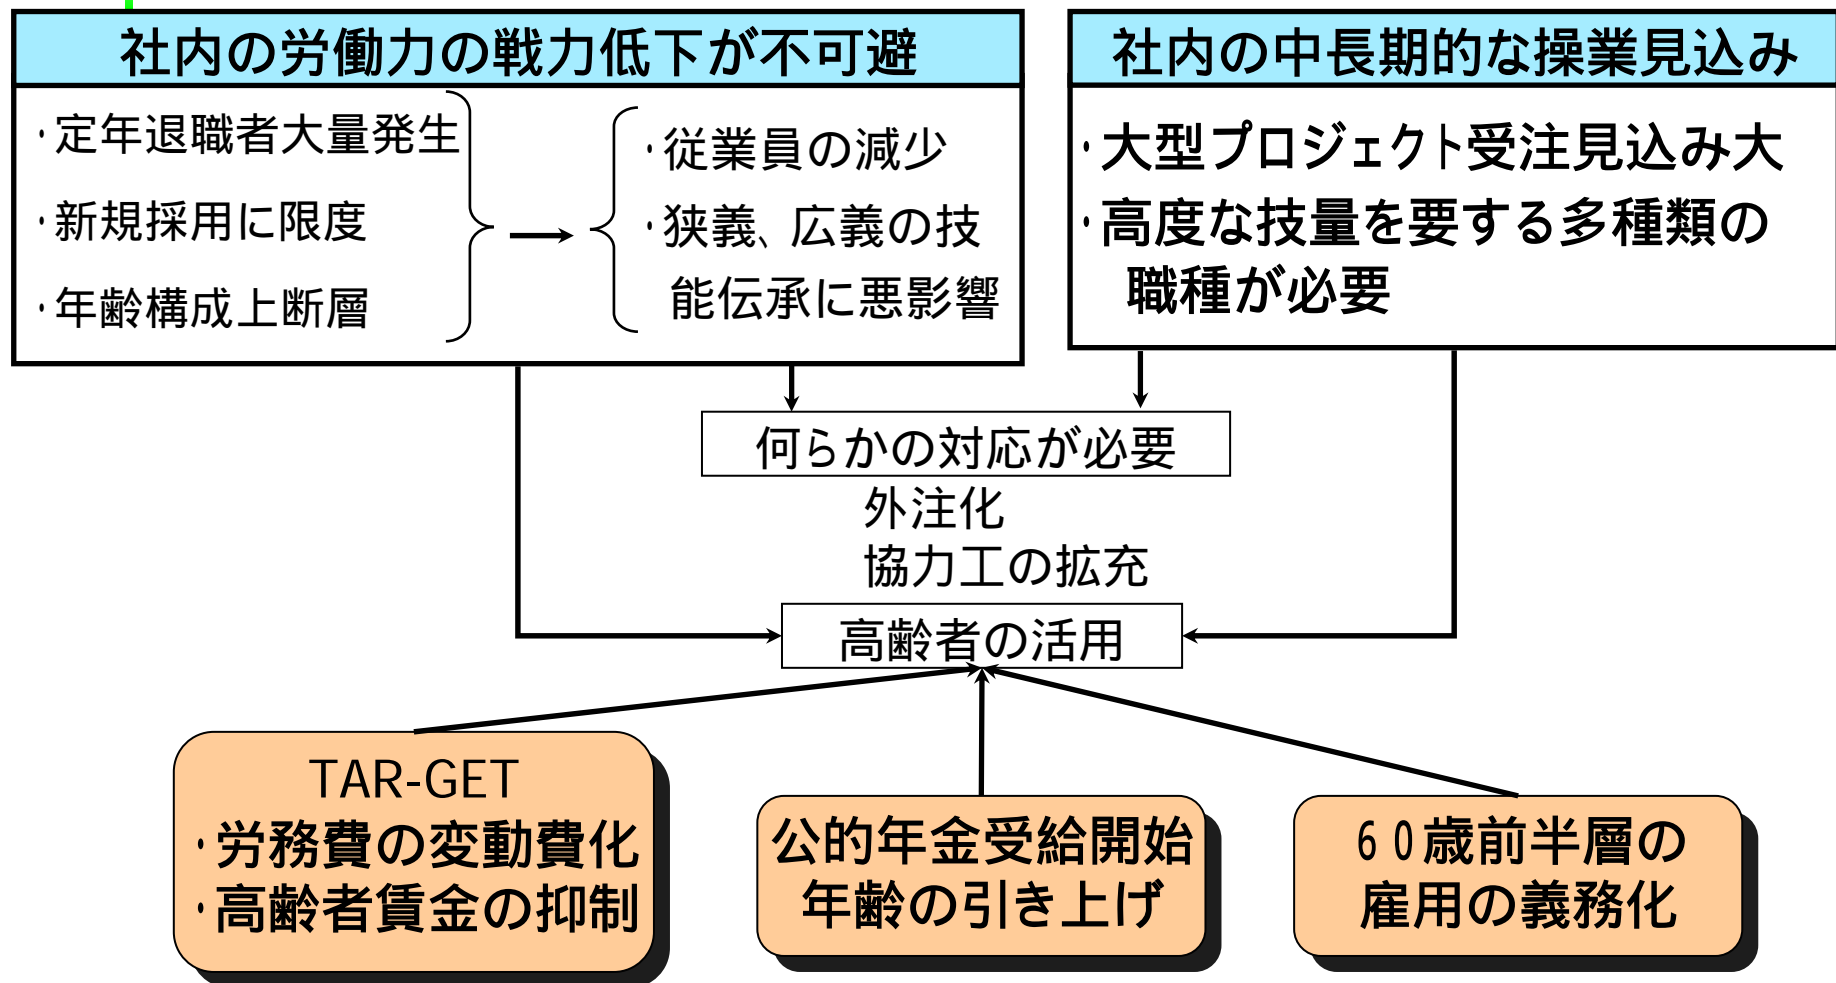 社内の労働力の戦力低下が不可避
・定年退職者大量発生
・新規採用に限度
・年齢構成上断層
・従業員の減少
・狭義、広義の技
能伝承に悪影響
社内の中長期的な操業見込み
・大型プロジェクト受注見込み大
・高度な技量を要する多種類の
職種が必要
何らかの対応が必要
外注化
協力工の拡充
高齢者の活用
TAR-GET
・労務費の変動費化
・高齢者賃金の抑制
公的年金受給開始
年齢の引き上げ
６０歳前半層の
雇用の義務化